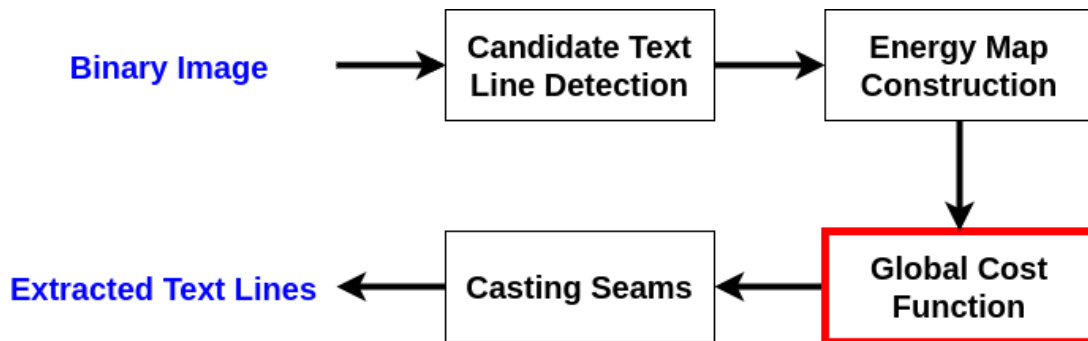 Binary Image
Candidate Text
Line Detection
Energy Map
Construction
Global Cost
Function
Casting Seams
Extracted Text Lines